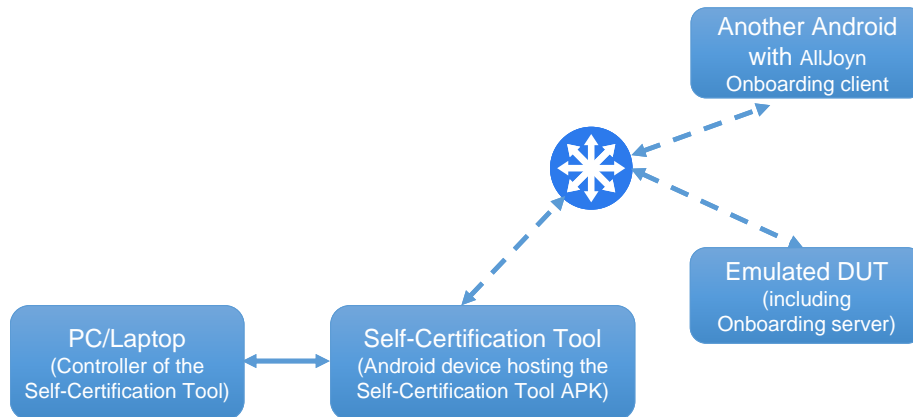 Another Android
with AllJoyn
Onboarding client
Emulated DUT
(including
Onboarding server)
PC/Laptop
(Controller of the
Self-Certification Tool)
Self-Certification Tool
(Android device hosting the
Self-Certification Tool APK)